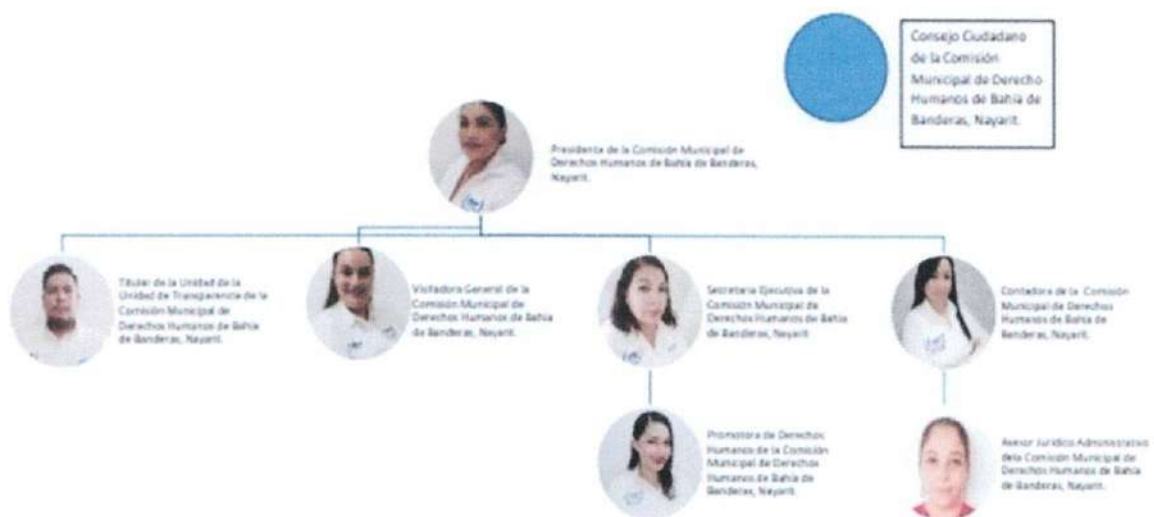 Consejo Ciudadano
de la Comisión
Municipal de Derecho
Humanos de Bahía de
Banderas, Nayarit.
Presidenta de la Comisión Municipal de
Derechos Humanos de Bahía de Banderas,
Nayarit.
Titular de la Unidad de la
Unidad de Transparencia de la
Comisión Municipal de
Derechos Humanos de Bahía
de Banderas, Nayarit.
Visitadora General de la
Comisión Municipal de
Derechos Humanos de Bahía
de Banderas, Nayarit.
Secretaria Ejecutiva de la
Comisión Municipal de
Derechos Humanos de Bahía
de Banderas, Nayarit
Contadora de la Comisión
Municipal de Derechos
Humanos de Bahía de
Banderas, Nayarit.
Promotora de Derechos
Humanos de la Comisión
Municipal de Derechos
Humanos de Bahía de
Banderas, Nayarit.
Asesor Jurídico Administrativo
dela Comisión Municipal de
Derechos Humanos de Bahía
de Banderas, Nayarit.